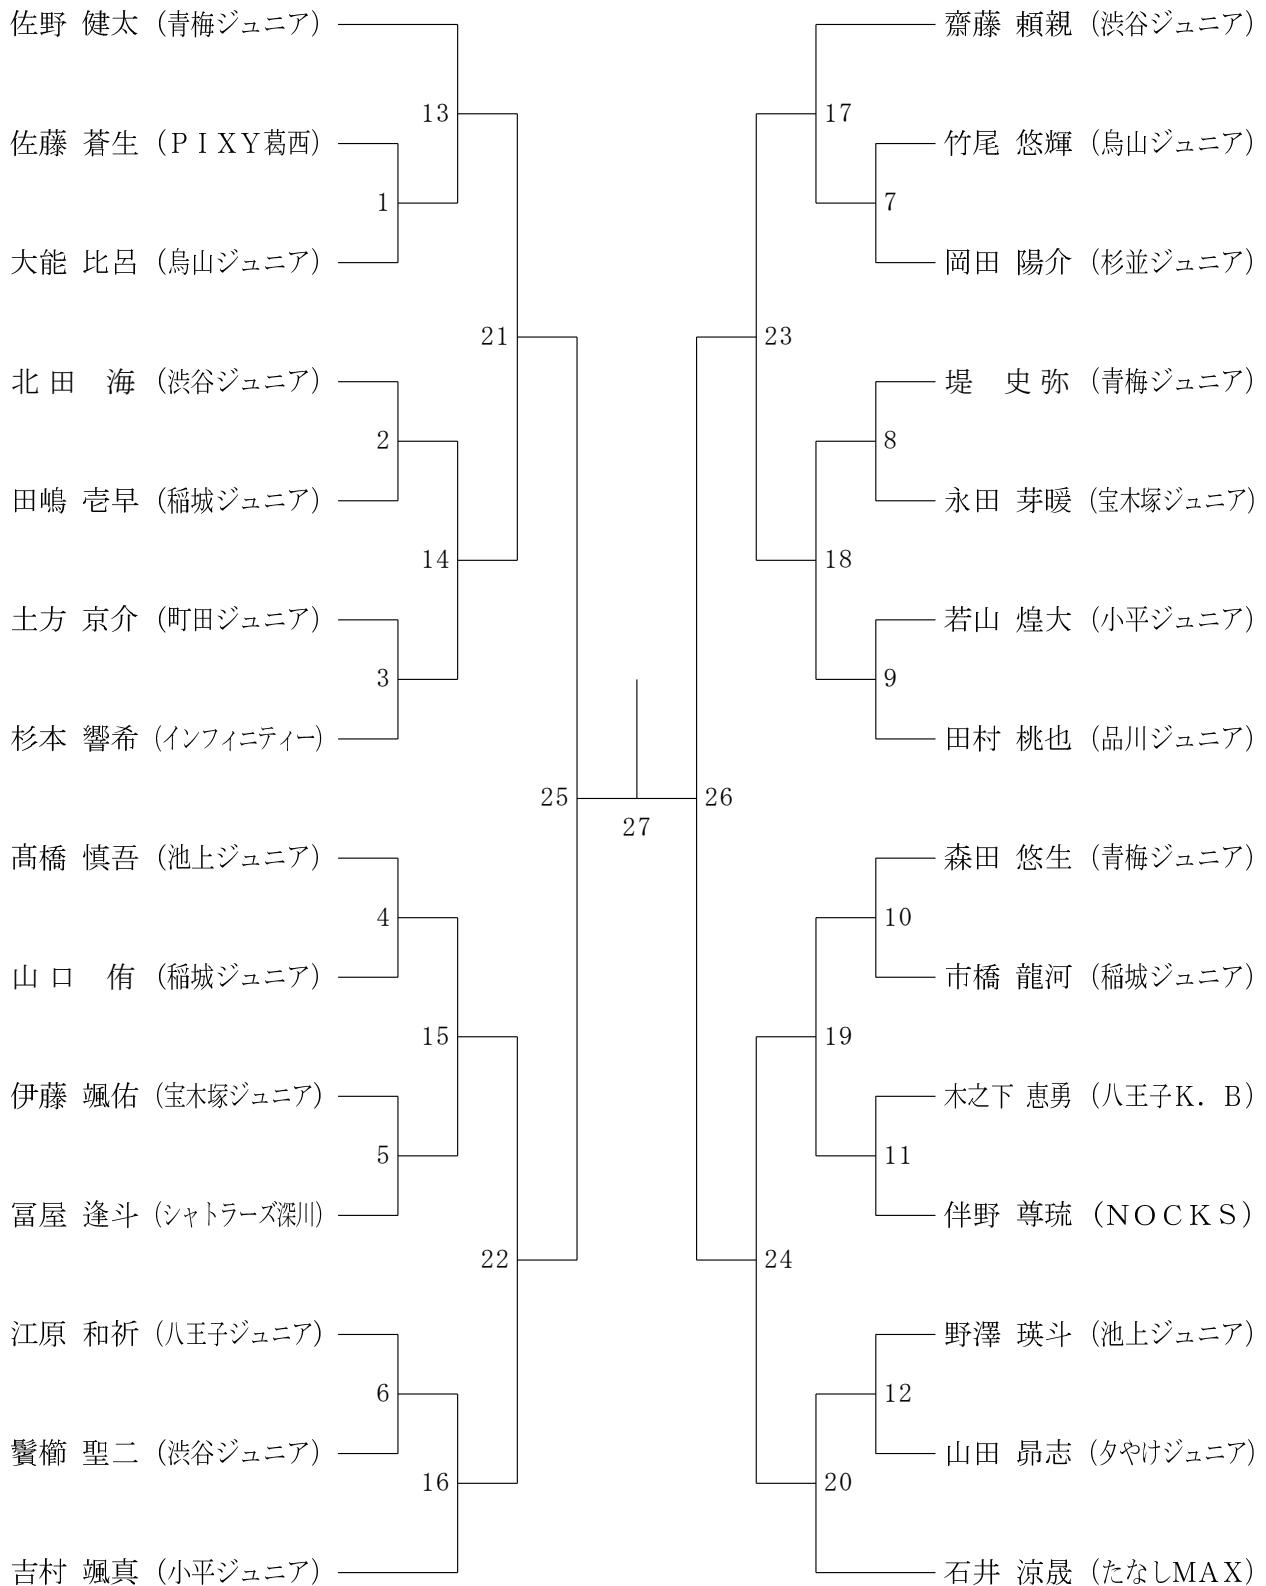 佐野 健太 (青梅ジュニア)
佐藤 蒼生 (ＰＩＸＹ葛西)
大能 比呂 (烏山ジュニア)
北田 海 (渋谷ジュニア)
田嶋 壱早 (稲城ジュニア)
土方 京介 (町田ジュニア)
杉本 響希 (インフィニティー)
髙橋 慎吾 (池上ジュニア)
山口 侑 (稲城ジュニア)
伊藤 颯佑 (宝木塚ジュニア)
冨屋 逢斗 (シャトラーズ深川)
江原 和祈 (八王子ジュニア)
鬢櫛 聖二 (渋谷ジュニア)
吉村 颯真 (小平ジュニア)
13
1
21
2
14
3
25
4
15
5
22
6
16
27
17
7
23
8
18
9
26
10
19
11
24
12
20
齋藤 頼親 (渋谷ジュニア)
竹尾 悠輝 (烏山ジュニア)
岡田 陽介 (杉並ジュニア)
堤 史弥 (青梅ジュニア)
永田 芽暖 (宝木塚ジュニア)
若山 煌大 (小平ジュニア)
田村 桃也 (品川ジュニア)
森田 悠生 (青梅ジュニア)
市橋 龍河 (稲城ジュニア)
木之下 恵勇 (八王子Ｋ．Ｂ)
伴野 尊琉 (ＮＯＣＫＳ)
野澤 瑛斗 (池上ジュニア)
山田 昴志 (夕やけジュニア)
石井 涼晟 (たなしＭＡＸ)